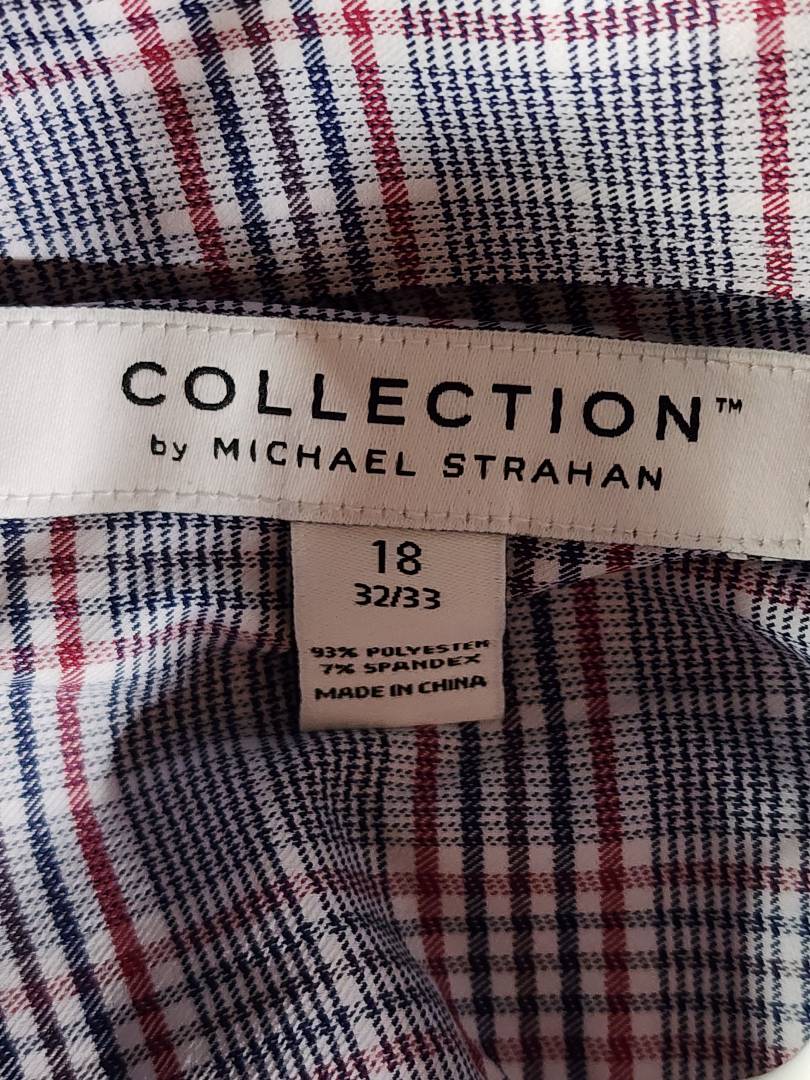 COLLECTION™
by MICHAEL STRAHAN
18
32/33
93% POLYESTER
7% SPANDEX
MADE IN CHINA